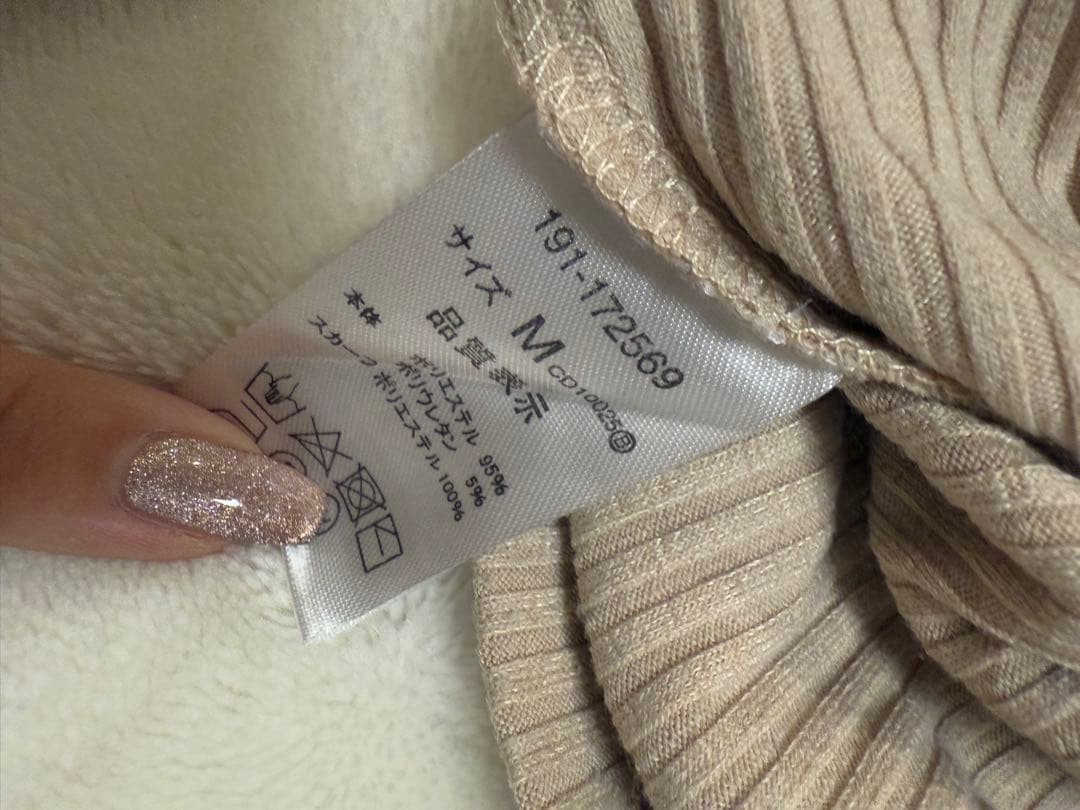 191-172569
サイズ M CD10025Ⓑ
品質表示
本体 ポリエステル 95%
ポリウレタン 5%
スカーフ ポリエステル 100%